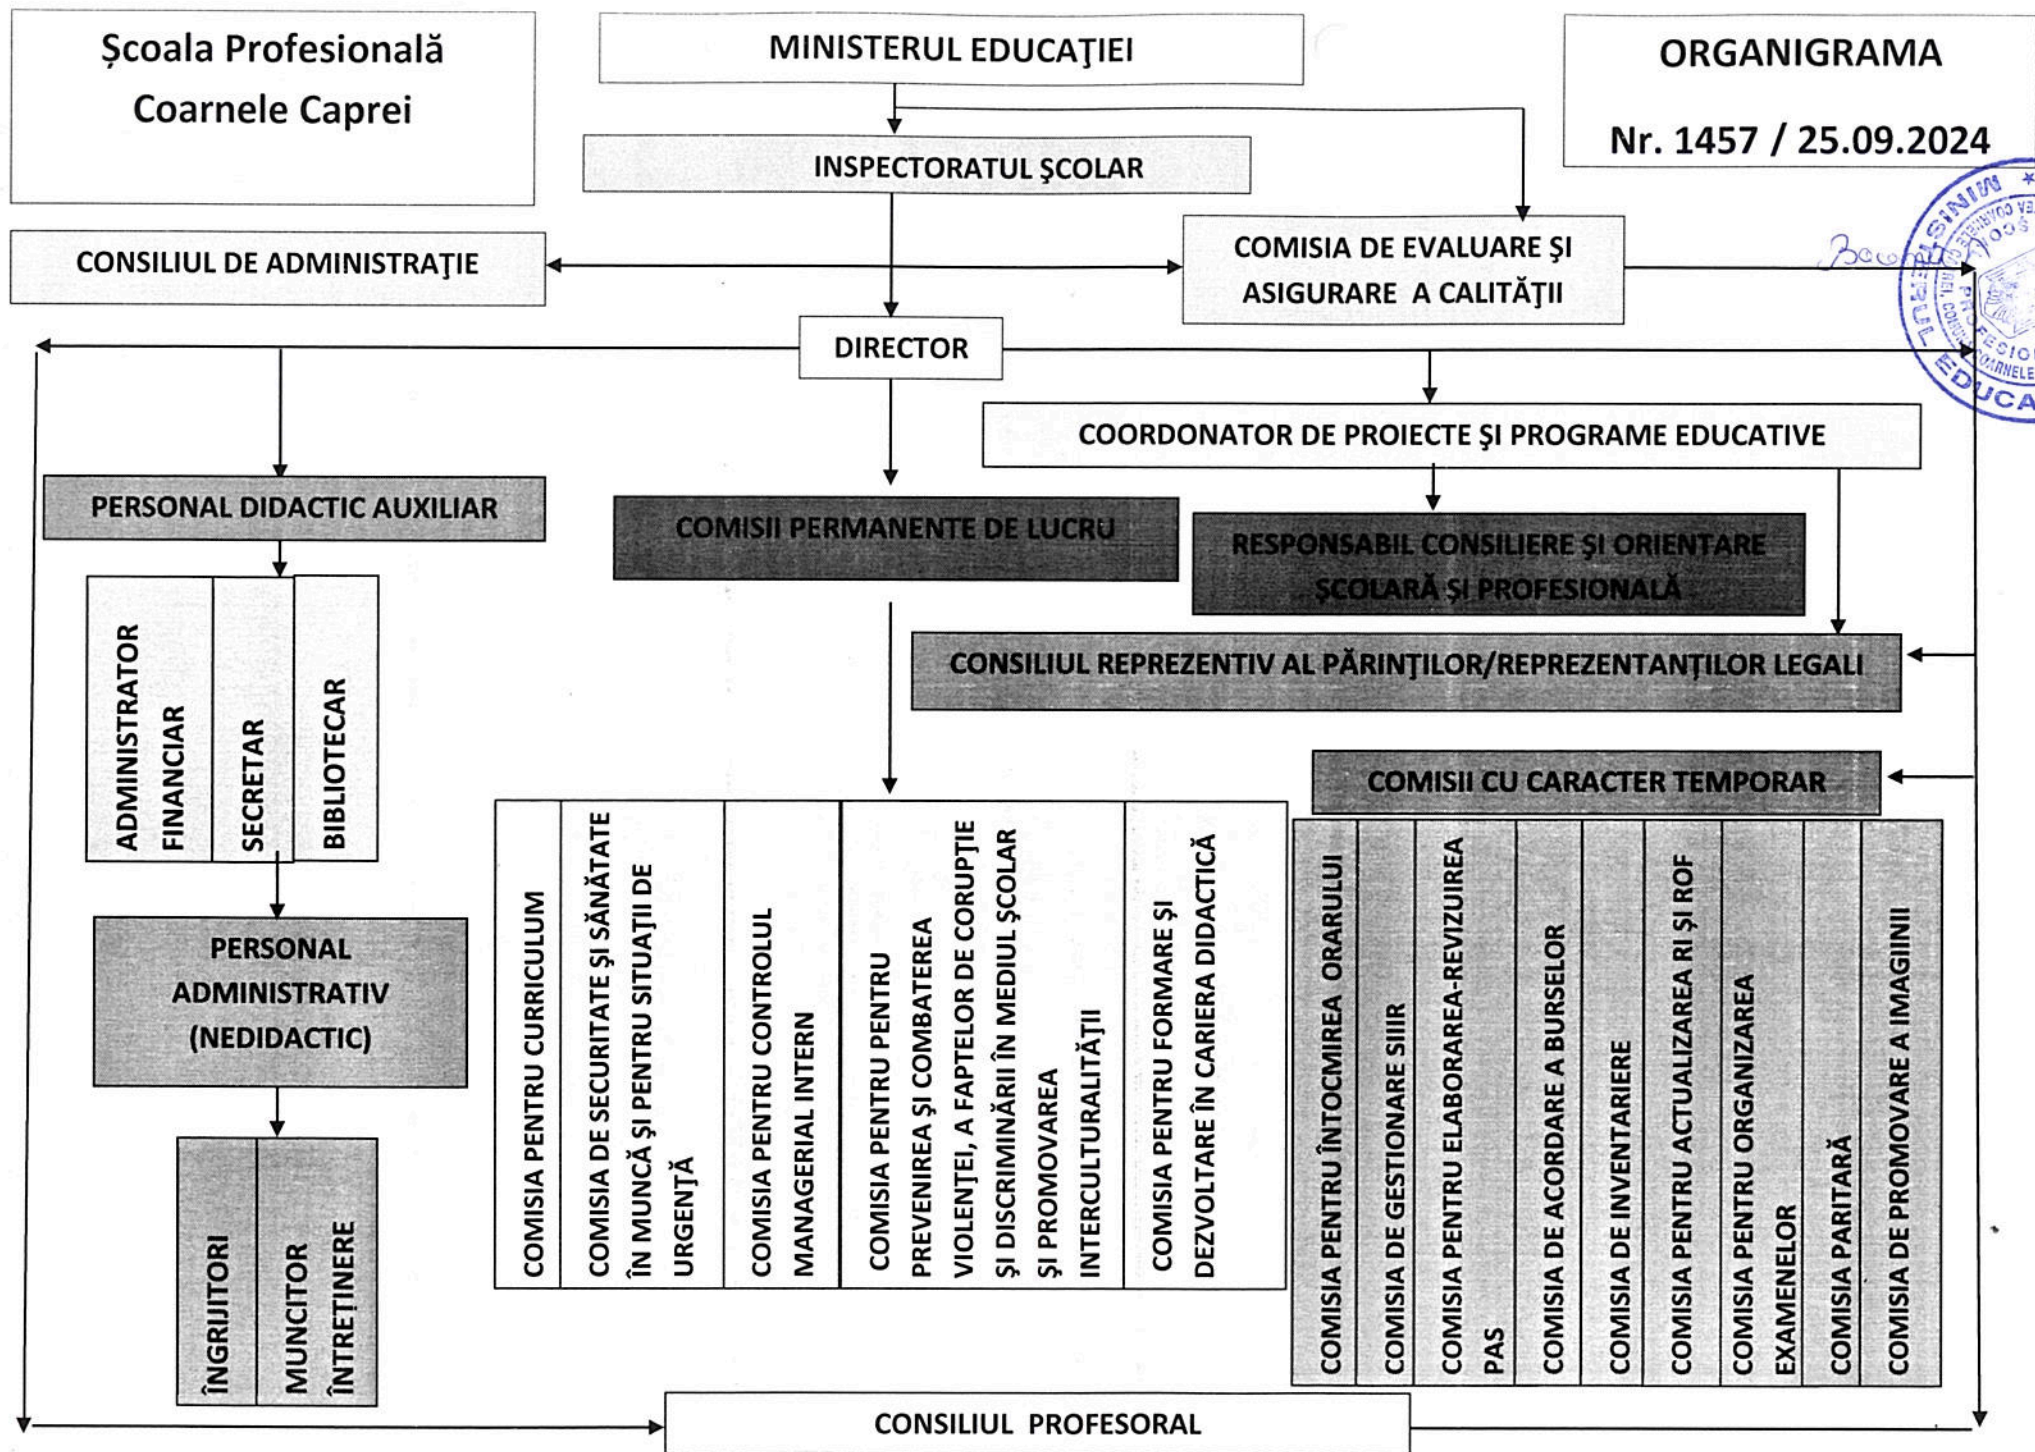 Școala Profesională
Coarnele Caprei
MINISTERUL EDUCAŢIEI
ORGANIGRAMA
Nr. 1457 / 25.09.2024
INSPECTORATUL ŞCOLAR
CONSILIUL DE ADMINISTRAŢIE
COMISIA DE EVALUARE ŞI
ASIGURARE A CALITĂŢII
MINISTERUL
EDUCA
DIRECTOR
COORDONATOR DE PROIECTE ŞI PROGRAME EDUCATIVE
PERSONAL DIDACTIC AUXILIAR
COMISII PERMANENTE DE LUCRU
RESPONSABIL CONSILIERE ŞI ORIENTARE
ŞCOLARĂ ŞI PROFESIONALĂ
CONSILIUL REPREZENTIV AL PĂRINŢILOR/REPREZENTANȚILOR LEGALI
ADMINISTRATOR
FINANCIAR
SECRETAR
BIBLIOTECAR
COMISII CU CARACTER TEMPORAR
PERSONAL
ADMINISTRATIV
(NEDIDACTIC)
ÎNGRIJITORI
MUNCITOR
ÎNTREȚINERE
COMISIA PENTRU CURRICULUM
COMISIA DE SECURITATE ŞI SĂNĂTATE
ÎN MUNCĂ ŞI PENTRU SITUAŢII DE
URGENŢĂ
COMISIA PENTRU CONTROLUL
MANAGERIAL INTERN
COMISIA PENTRU
PREVENIREA ŞI COMBATEREA
VIOLENŢEI, A FAPTELOR DE CORUPŢIE
ŞI DISCRIMINĂRII ÎN MEDIUL ŞCOLAR
ŞI PROMOVAREA
INTERCULTURALITĂŢII
COMISIA PENTRU FORMARE ŞI
DEZVOLTARE ÎN CARIERA DIDACTICĂ
COMISIA PENTRU ÎNTOCMIREA ORARULUI
COMISIA DE GESTIONARE SIIIR
COMISIA PENTRU ELABORAREA-REVIZUIREA
PAS
COMISIA DE ACORDARE A BURSELOR
COMISIA DE INVENTARIERE
COMISIA PENTRU ACTUALIZAREA RI ŞI ROF
COMISIA PENTRU ORGANIZAREA
EXAMENELOR
COMISIA PARITARĂ
COMISIA DE PROMOVARE A IMAGINII
CONSILIUL PROFESORAL